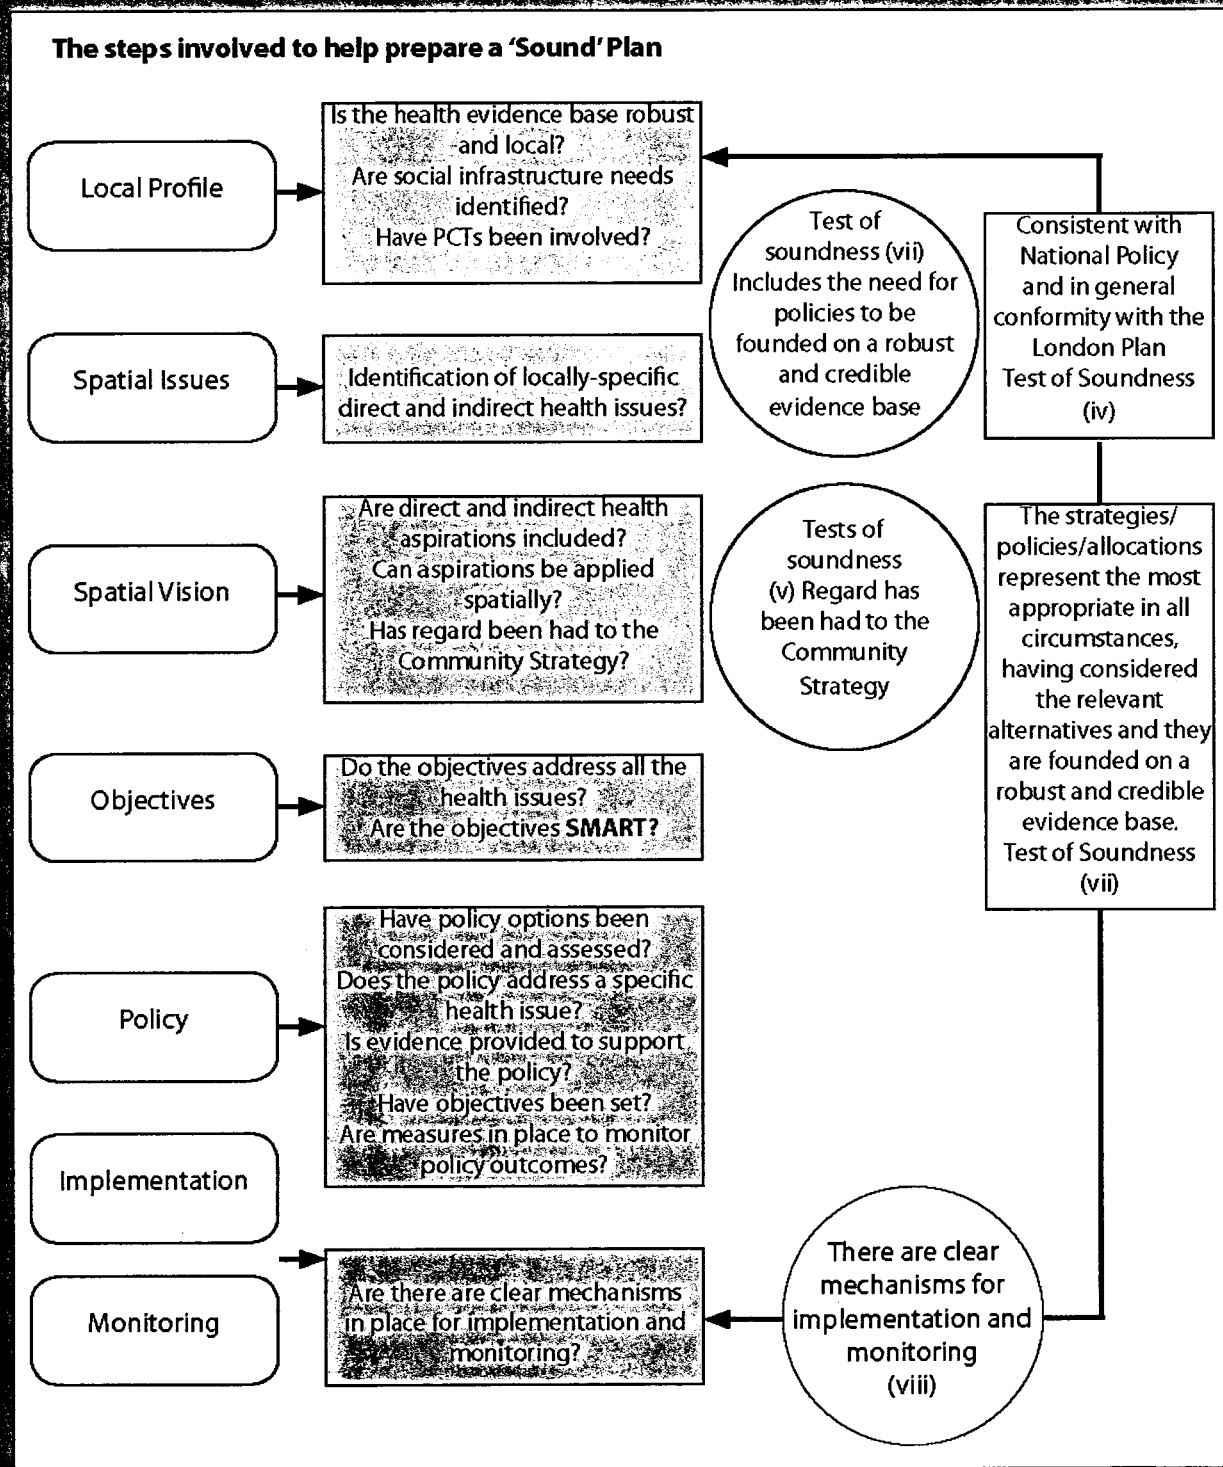 The steps involved to help prepare a 'Sound' Plan
Local Profile
Is the health evidence base robust
and local?
Are social infrastructure needs
identified?
Have PCTs been involved?
Test of
soundness (vii)
Includes the need for
policies to be
founded on a robust
and credible
evidence base
Consistent with
National Policy
and in general
conformity with the
London Plan
Test of Soundness
(iv)
Spatial Issues
Identification of locally-specific
direct and indirect health issues?
Spatial Vision
Are direct and indirect health
aspirations included?
Can aspirations be applied
spatially?
Has regard been had to the
Community Strategy?
Tests of
soundness
(v) Regard has
been had to the
Community
Strategy
The strategies/
policies/allocations
represent the most
appropriate in all
circumstances,
having considered
the relevant
alternatives and they
are founded on a
robust and credible
evidence base.
Test of Soundness
(vii)
Objectives
Do the objectives address all the
health issues?
Are the objectives SMART?
Policy
Have policy options been
considered and assessed?
Does the policy address a specific
health issue?
Is evidence provided to support
the policy?
Have objectives been set?
Are measures in place to monitor
policy outcomes?
Implementation
Monitoring
Are there are clear mechanisms
in place for implementation and
monitoring?
There are clear
mechanisms for
implementation and
monitoring
(viii)